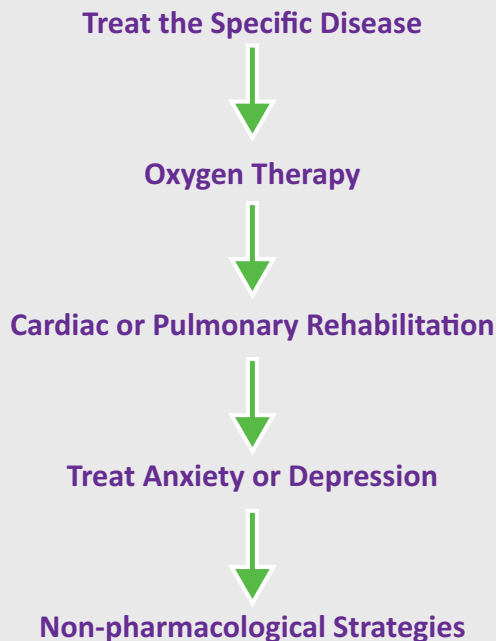 Treat the Specific Disease
Oxygen Therapy
Cardiac or Pulmonary Rehabilitation
Treat Anxiety or Depression
Non-pharmacological Strategies